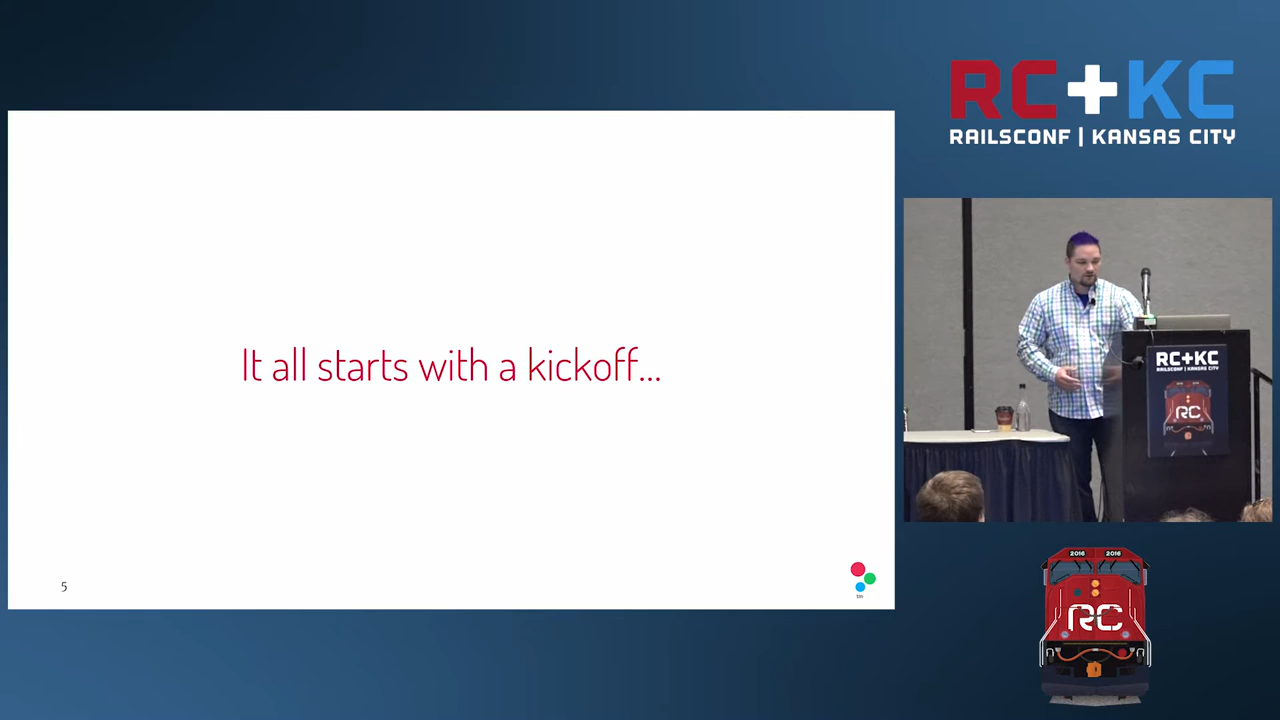 RC+KC
RAILSCONF | KANSAS CITY
It all starts with a kickoff...
5
tm
RC+KC
RAILSCONF | KANSAS CITY
RC
2016 2016
RC